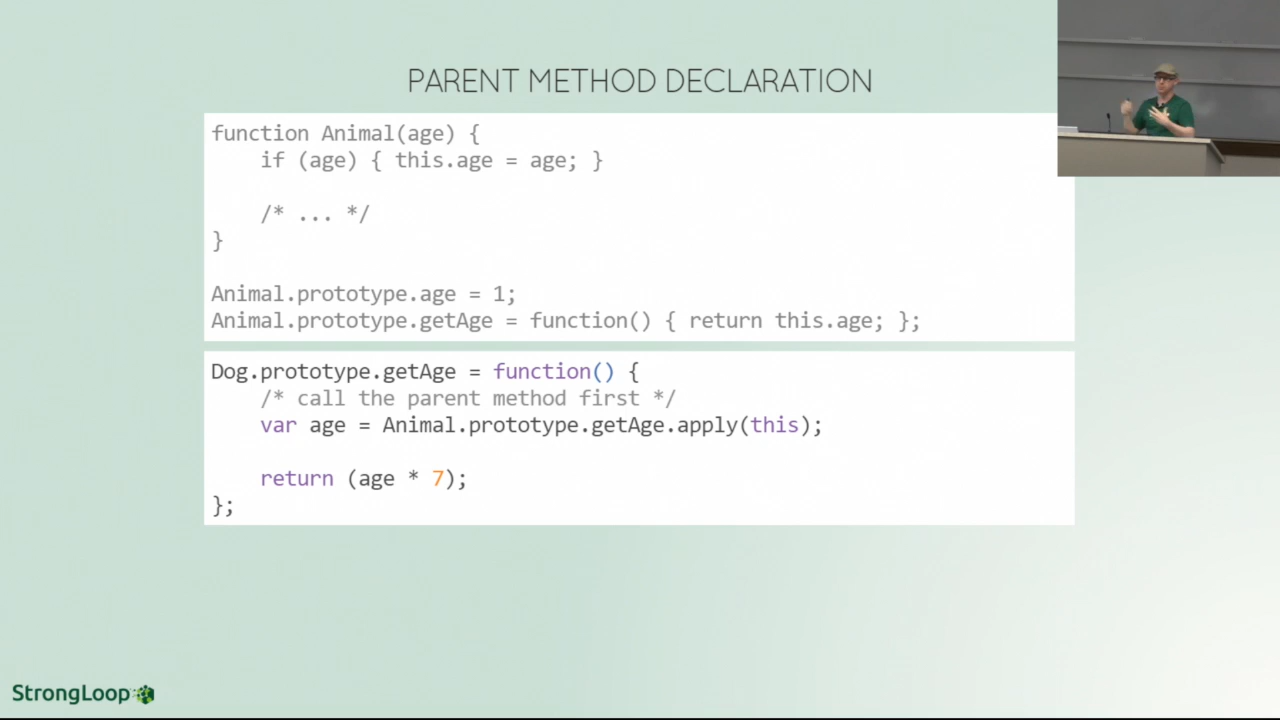 PARENT METHOD DECLARATION
function Animal(age) {
    if (age) { this.age = age; }
    /* ... */
}
Animal.prototype.age = 1;
Animal.prototype.getAge = function() { return this.age; };
Dog.prototype.getAge = function() {
    /* call the parent method first */
    var age = Animal.prototype.getAge.apply(this);
    return (age * 7);
};
StrongLoop